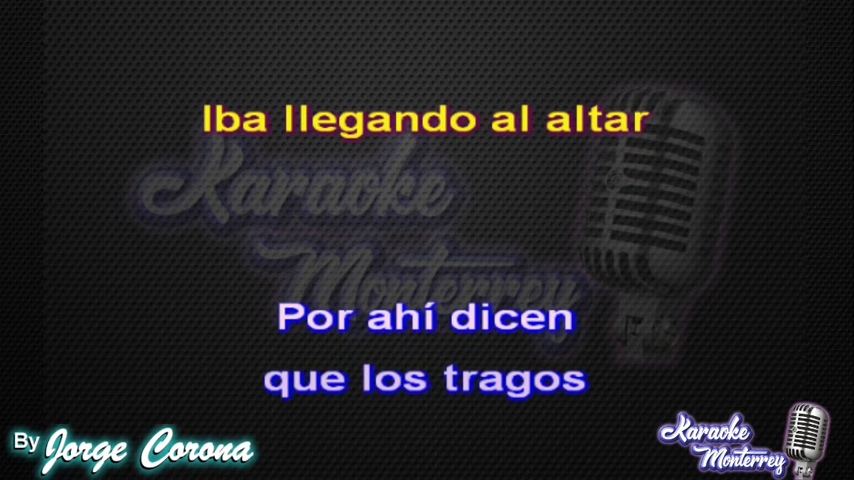 Iba llegando al altar
Karaoke
Monterrey
Por ahí dicen
que los tragos
By Jorge Corona
Karaoke
Monterrey